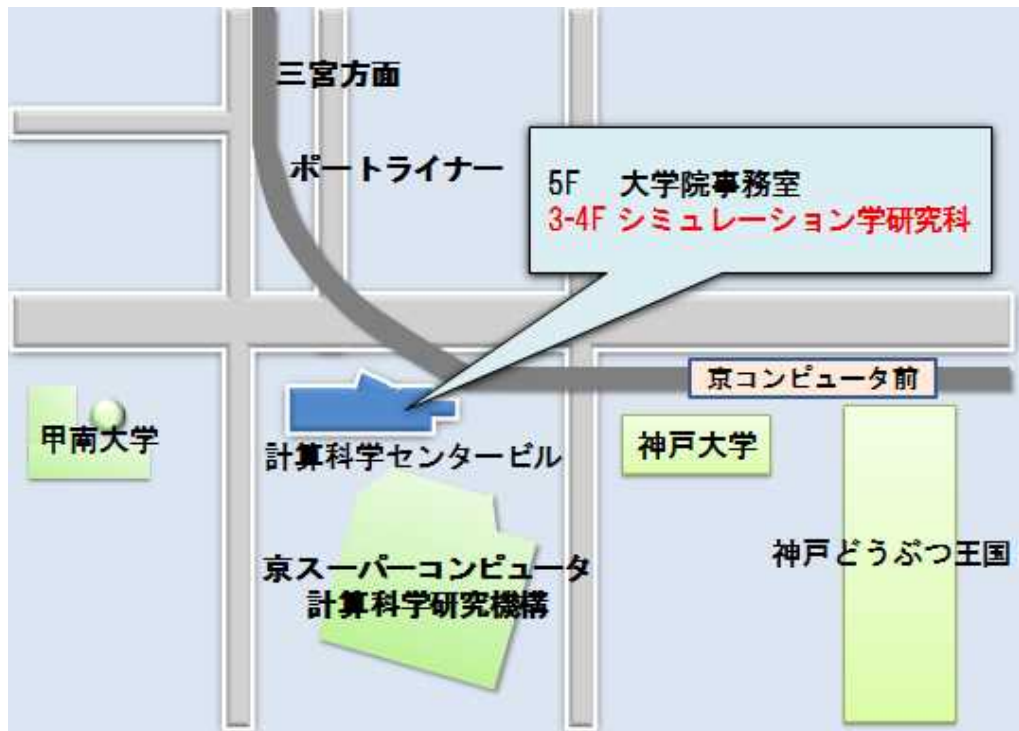 三宮方面
ポートライナー
5F 大学院事務室
3-4F シミュレーション学研究科
京コンピュータ前
甲南大学
計算科学センタービル
神戸大学
京スーパーコンピュータ
計算科学研究機構
神戸どうぶつ王国